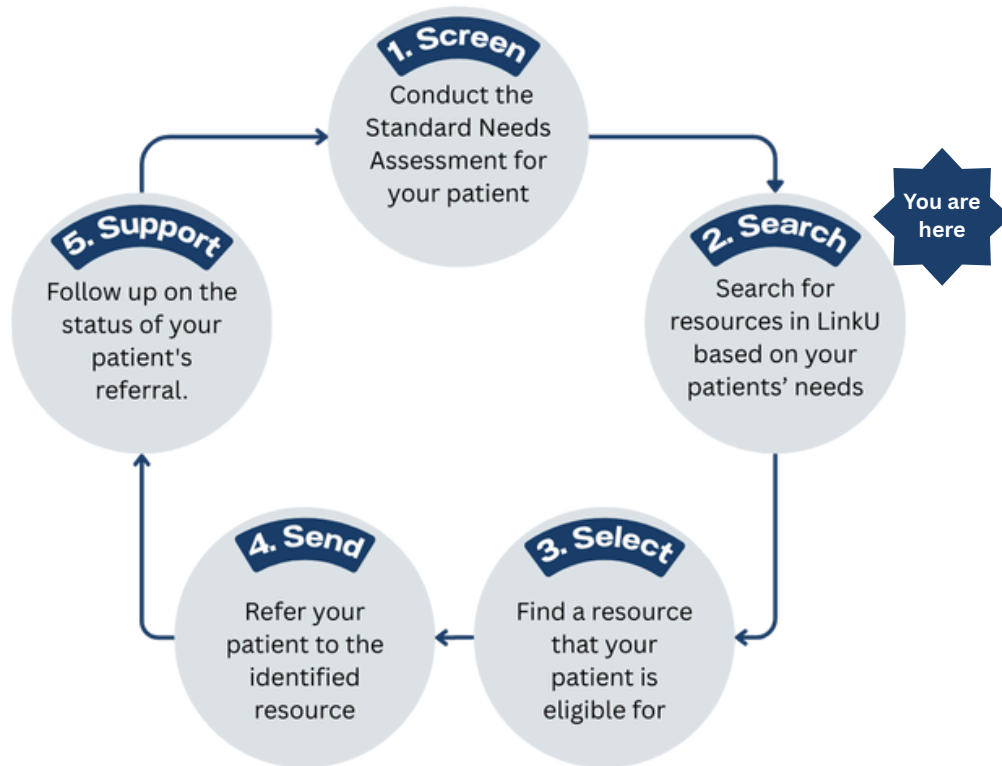 1. Screen
Conduct the
Standard Needs
Assessment for
your patient
2. Search
Search for
resources in LinkU
based on your
patients’ needs
You are
here
3. Select
Find a resource
that your
patient is
eligible for
4. Send
Refer your
patient to the
identified
resource
5. Support
Follow up on the
status of your
patient's
referral.